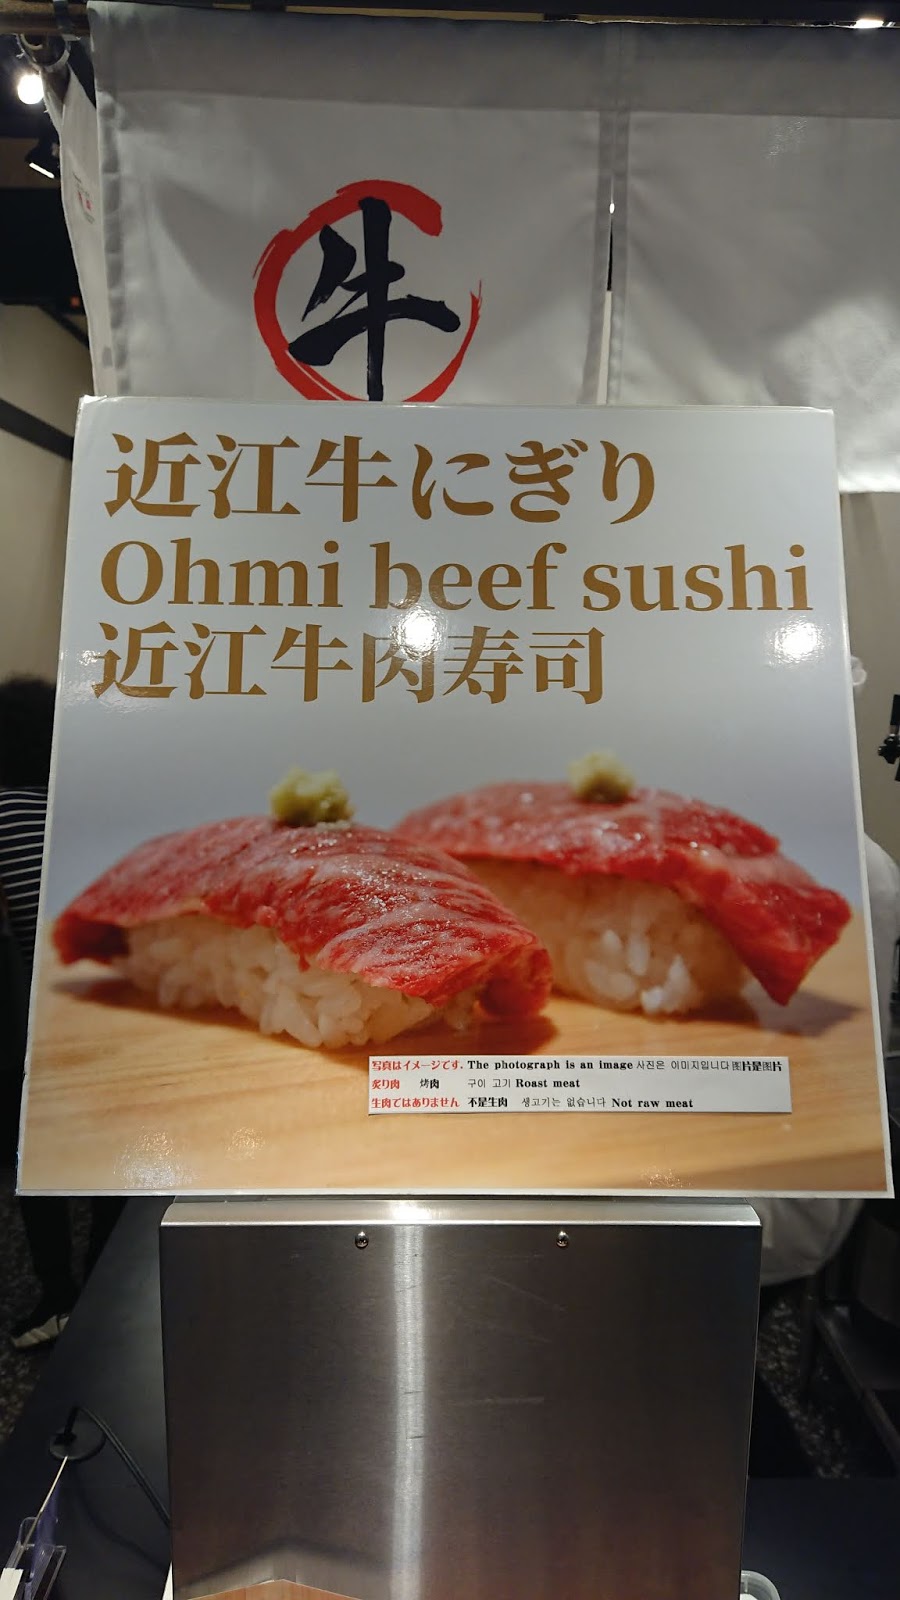 牛
近江牛にぎり
Ohmi beef sushi
近江牛肉寿司
写真はイメージです. The photograph is an image 사진은 이미지입니다 图片是图片
炙り肉 烤肉 구이 고기 Roast meat
生肉ではありません 不是生肉 생고기는 없습니다 Not raw meat